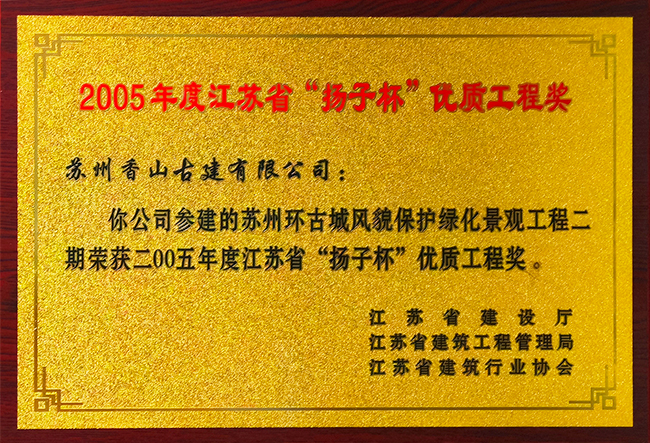 2005年度江苏省“扬子杯”优质工程奖
苏州香山古建有限公司：
你公司参建的苏州环古城风貌保护绿化景观工程二
期荣获二00五年度江苏省“扬子杯”优质工程奖。
江苏省建设厅
江苏省建筑工程管理局
江苏省建筑行业协会